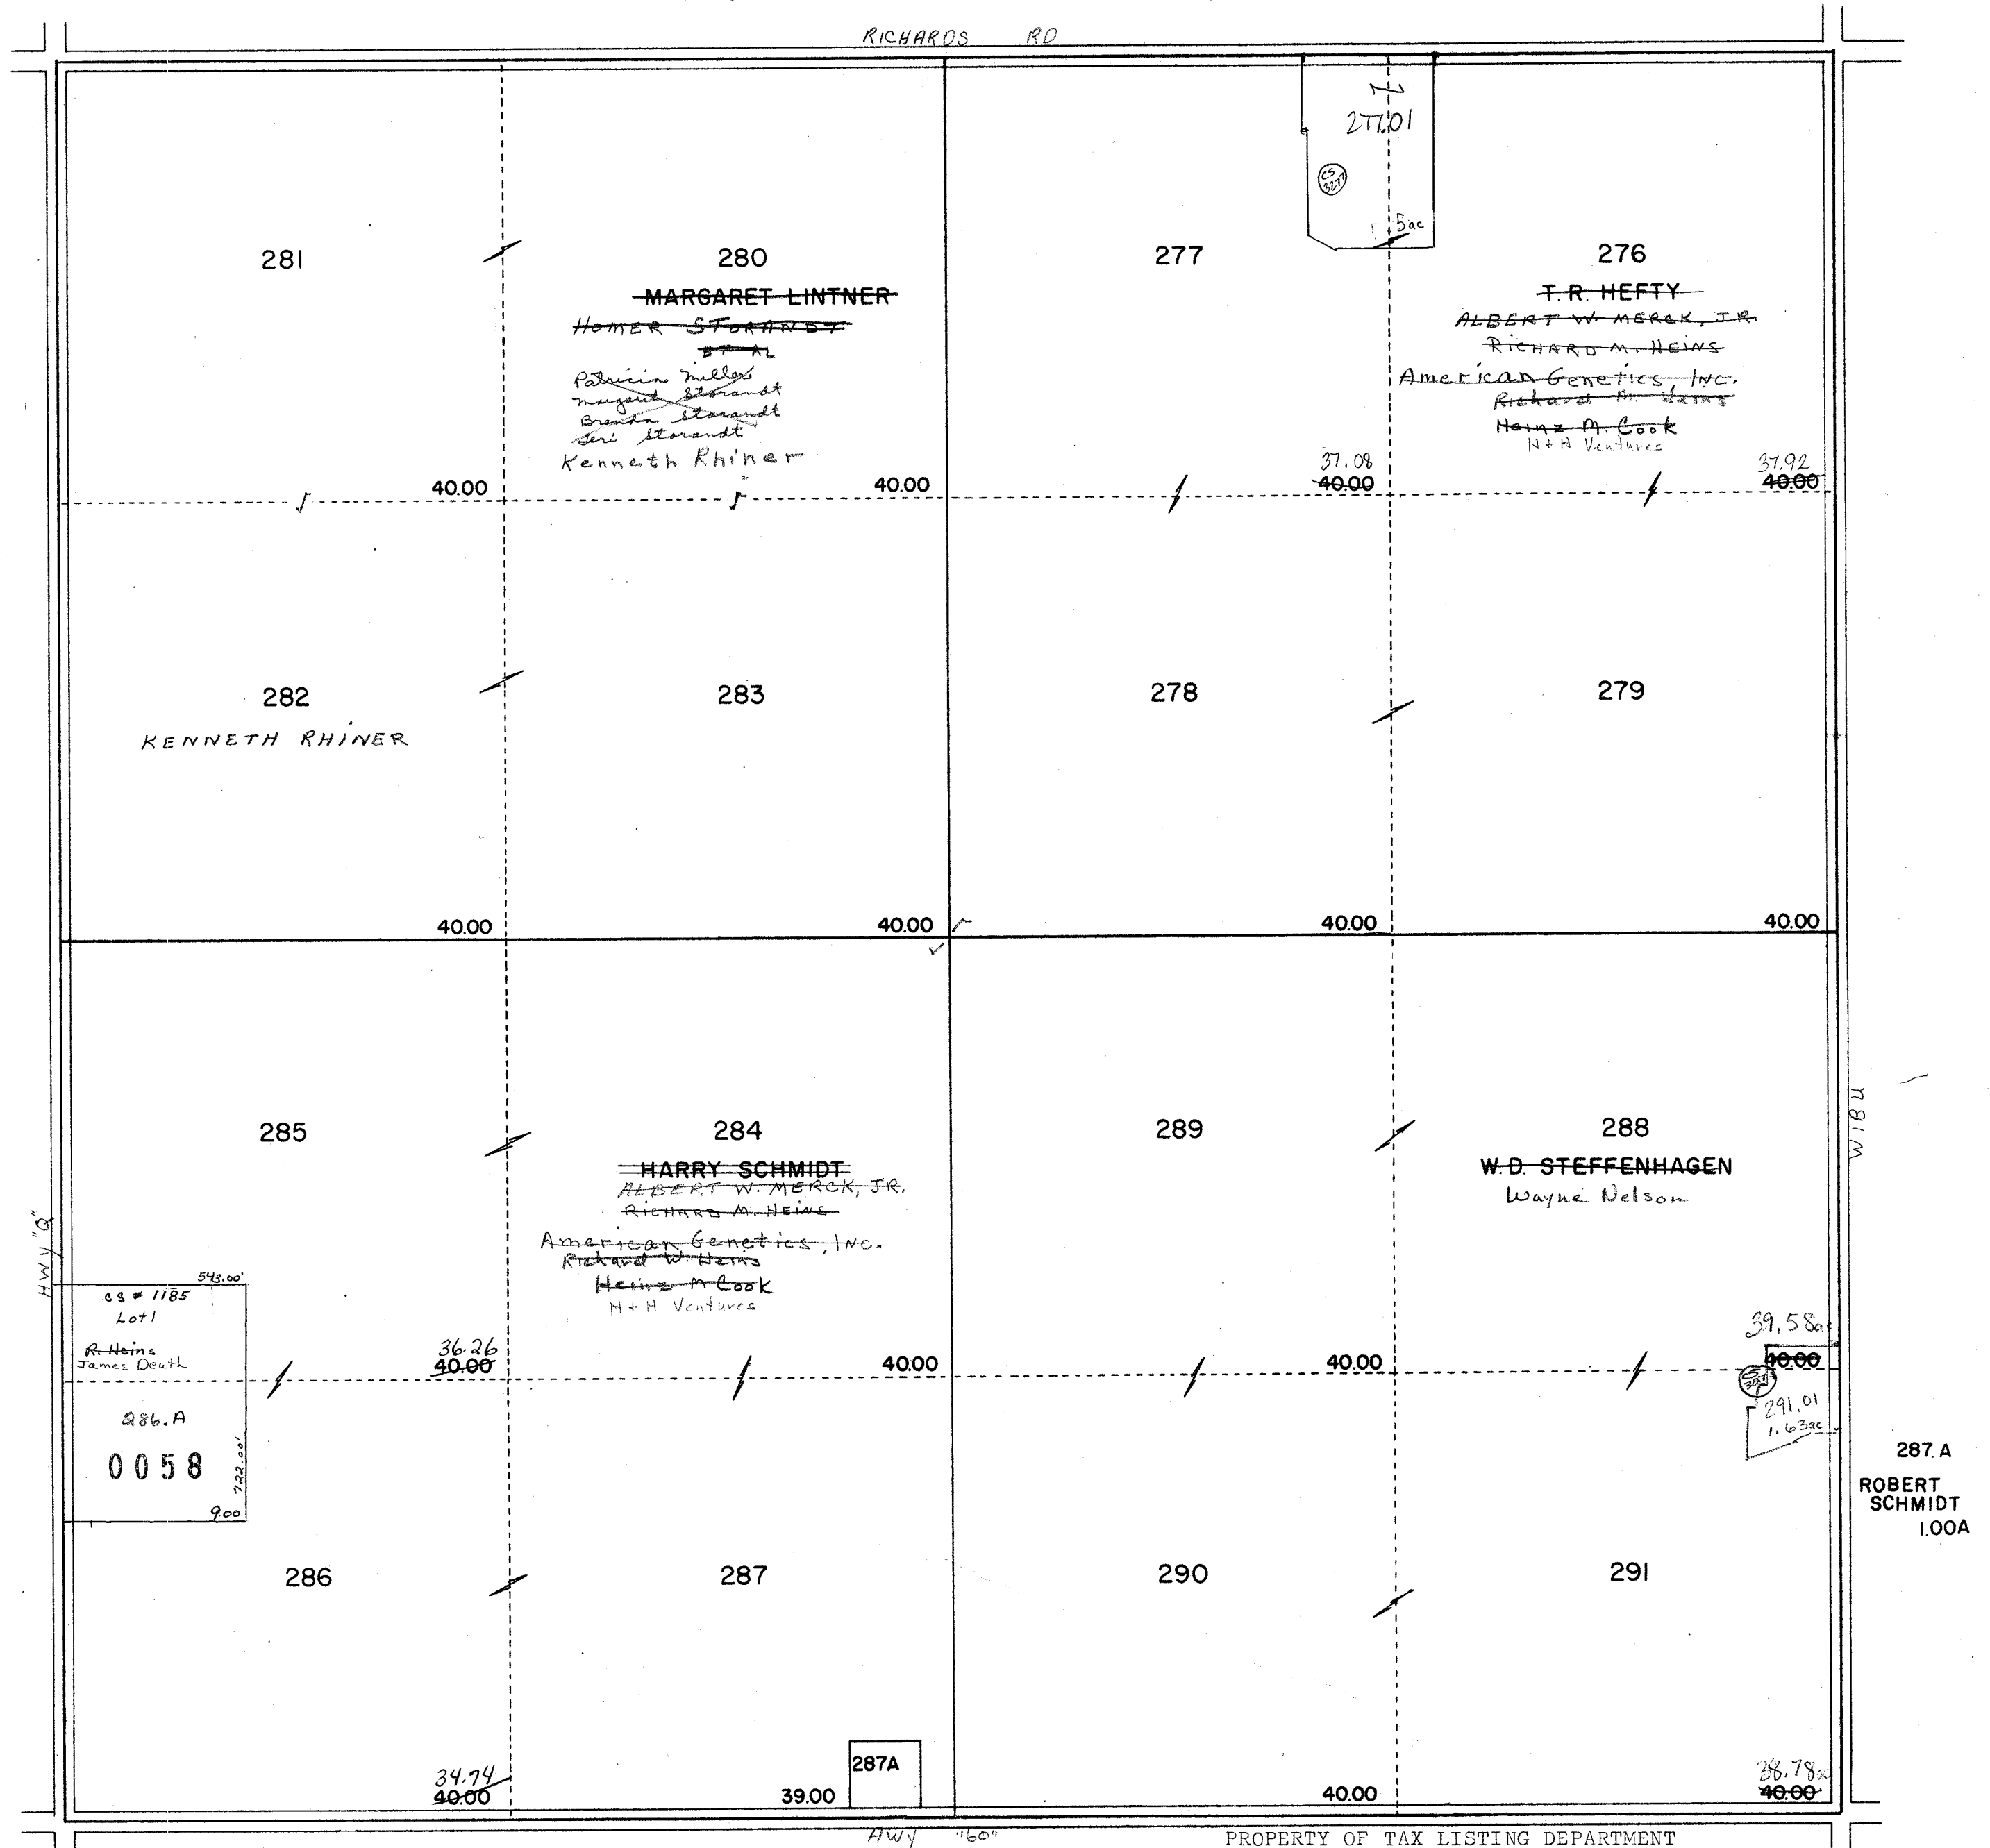 RICHARDS RD
277.01
CS 3277
5ac
281
280
MARGARET LINTNER
HOMER STORANDT
ET AL
Patricia Miller
Margaret Storandt
Brenda Storandt
Jeri Storandt
Kenneth Rhiner
277
276
T. R. HEFTY
ALBERT W. MERCK, JR.
RICHARD M. HEINS
American Genetics, INC.
Richard M. Heins
Heinz M. Cook
H + H Ventures
40.00
40.00
37.08
40.00
37.92
40.00
282
KENNETH RHINER
283
278
279
40.00
40.00
40.00
40.00
285
284
HARRY SCHMIDT
ALBERT W. MERCK, JR.
RICHARD M. HEINS
American Genetics, INC.
Richard W. Heins
Heinz M Cook
H + H Ventures
289
288
W. D. STEFFENHAGEN
Wayne Nelson
WIBU
HWY "Q"
543.00'
CS # 1185
Lot 1
R. Heins
James Deuth
286.A
0058
722.00'
9.00
36.26
40.00
40.00
40.00
39.58ac
40.00
291.01
1.63ac
287. A
ROBERT
SCHMIDT
1.00A
286
287
290
291
287A
34.74
40.00
39.00
40.00
38.78ac
40.00
HWY "60"
PROPERTY OF TAX LISTING DEPARTMENT